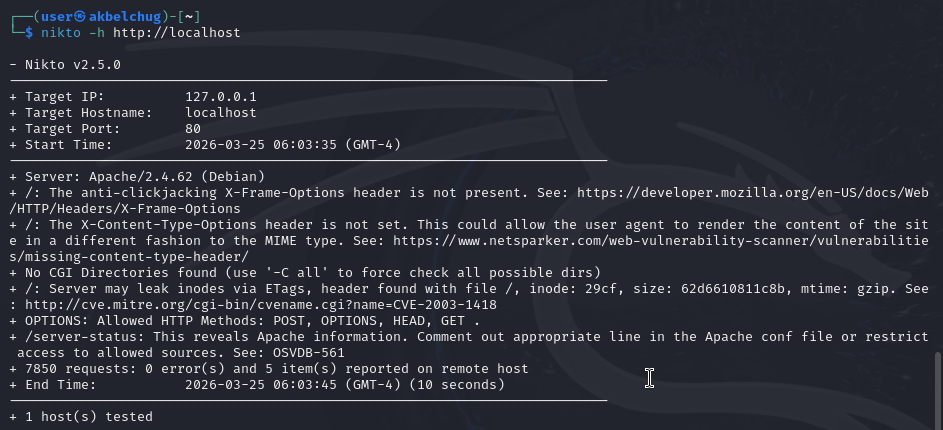 ┌──(user㉿akbelchug)-[~]
└─$ nikto -h http://localhost
- Nikto v2.5.0
+ Target IP:          127.0.0.1
+ Target Hostname:    localhost
+ Target Port:        80
+ Start Time:         2026-03-25 06:03:35 (GMT-4)
+ Server: Apache/2.4.62 (Debian)
+ /: The anti-clickjacking X-Frame-Options header is not present. See: https://developer.mozilla.org/en-US/docs/Web
/HTTP/Headers/X-Frame-Options
+ /: The X-Content-Type-Options header is not set. This could allow the user agent to render the content of the sit
e in a different fashion to the MIME type. See: https://www.netsparker.com/web-vulnerability-scanner/vulnerabilitie
s/missing-content-type-header/
+ No CGI Directories found (use '-C all' to force check all possible dirs)
+ /: Server may leak inodes via ETags, header found with file /, inode: 29cf, size: 62d6610811c8b, mtime: gzip. See
: http://cve.mitre.org/cgi-bin/cvename.cgi?name=CVE-2003-1418
+ OPTIONS: Allowed HTTP Methods: POST, OPTIONS, HEAD, GET .
+ /server-status: This reveals Apache information. Comment out appropriate line in the Apache conf file or restrict
 access to allowed sources. See: OSVDB-561
+ 7850 requests: 0 error(s) and 5 item(s) reported on remote host
+ End Time:           2026-03-25 06:03:45 (GMT-4) (10 seconds)
+ 1 host(s) tested